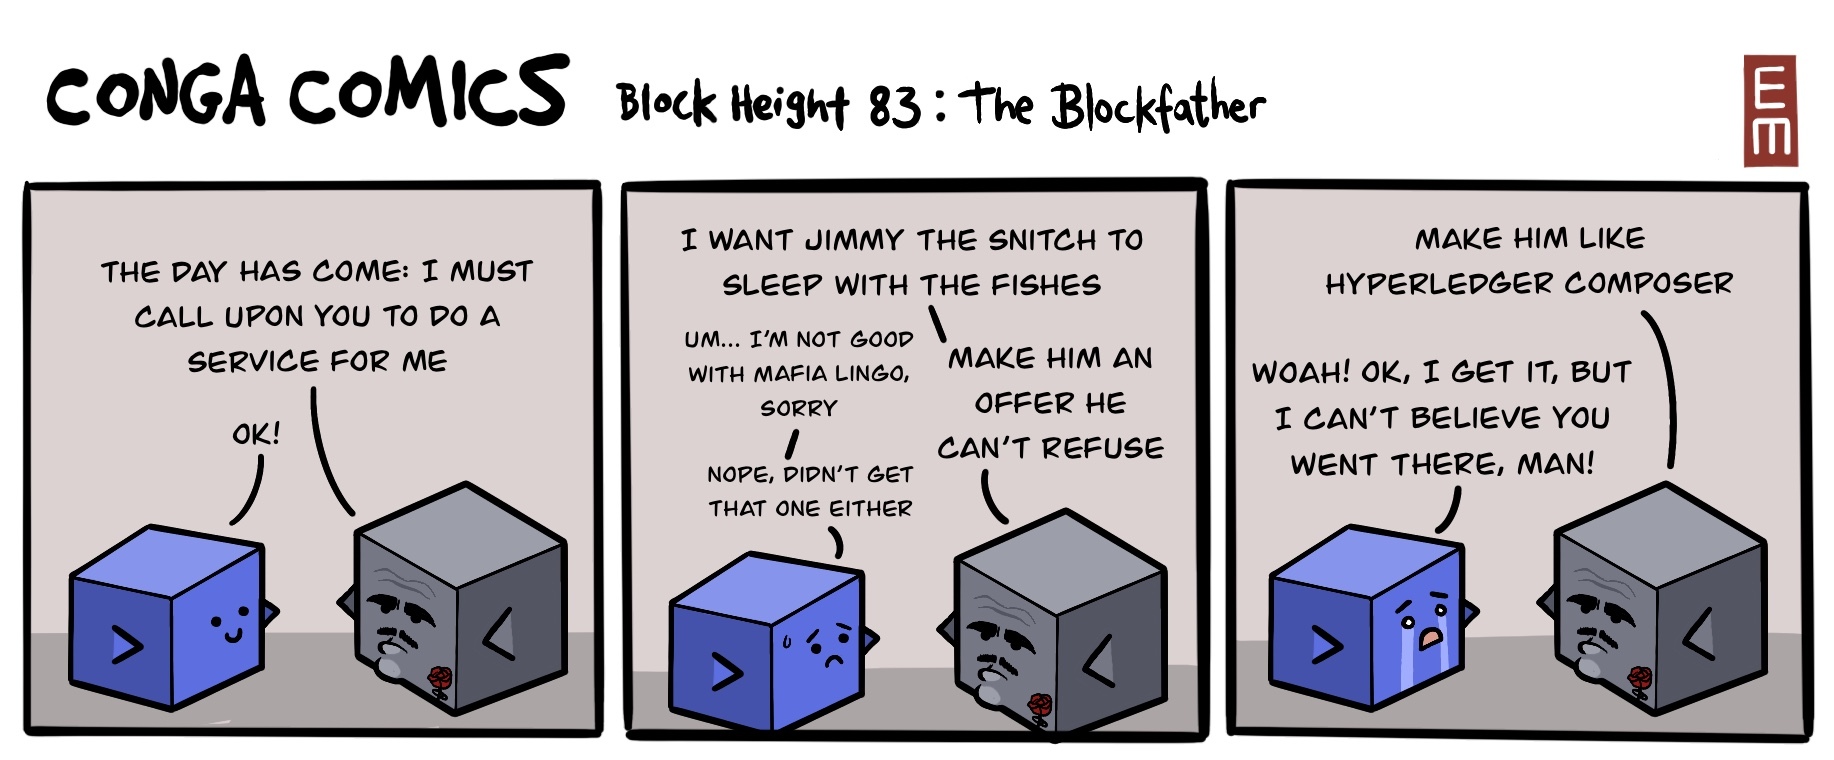 CONGA COMICS
Block Height 83: The Blockfather
EM
THE DAY HAS COME: I MUST
CALL UPON YOU TO DO A
SERVICE FOR ME
OK!
I WANT JIMMY THE SNITCH TO
SLEEP WITH THE FISHES
UM... I'M NOT GOOD
WITH MAFIA LINGO,
SORRY
MAKE HIM AN
OFFER HE
CAN'T REFUSE
NOPE, DIDN'T GET
THAT ONE EITHER
MAKE HIM LIKE
HYPERLEDGER COMPOSER
WOAH! OK, I GET IT, BUT
I CAN'T BELIEVE YOU
WENT THERE, MAN!